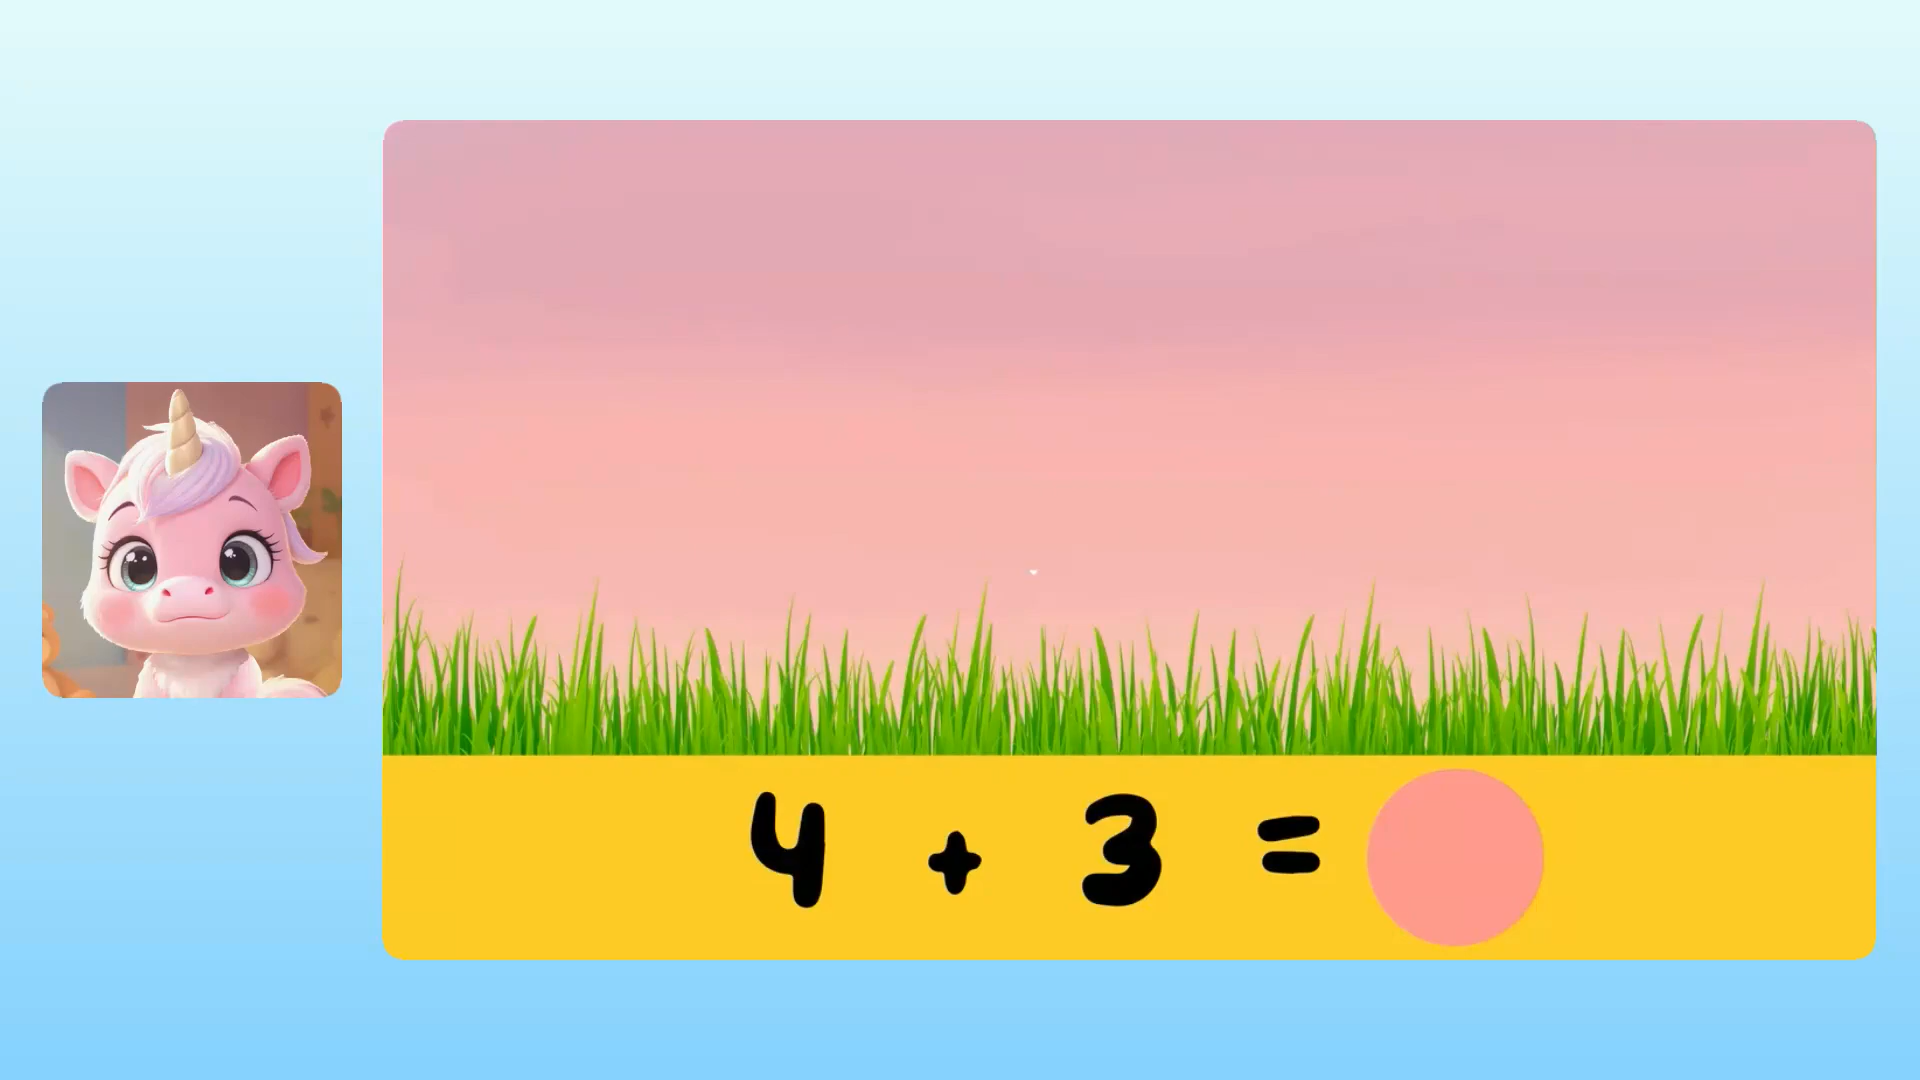 4 + 3 =